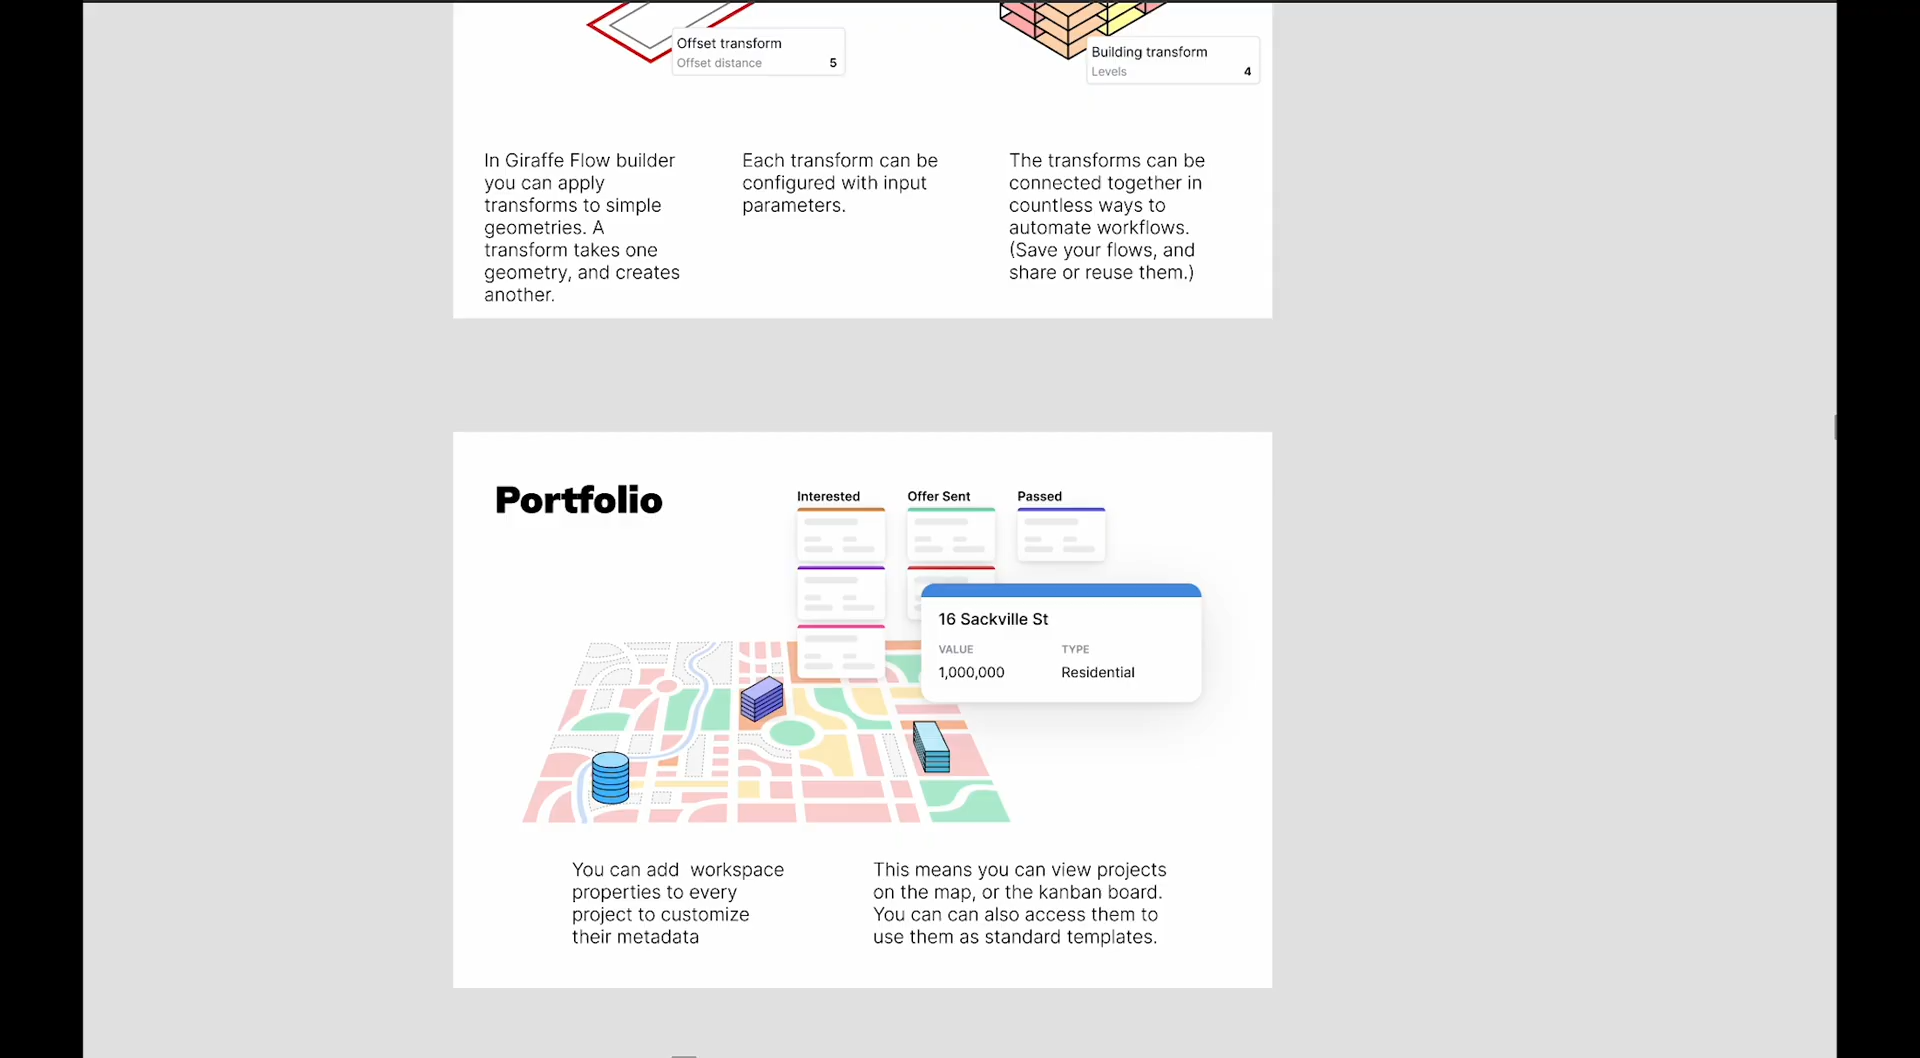 Offset transform
Offset distance 5
Building transform
Levels 4
In Giraffe Flow builder
you can apply
transforms to simple
geometries. A
transform takes one
geometry, and creates
another.
Each transform can be
configured with input
parameters.
The transforms can be
connected together in
countless ways to
automate workflows.
(Save your flows, and
share or reuse them.)
Portfolio
Interested
Offer Sent
Passed
16 Sackville St
VALUE TYPE
1,000,000 Residential
You can add  workspace
properties to every
project to customize
their metadata
This means you can view projects
on the map, or the kanban board.
You can can also access them to
use them as standard templates.